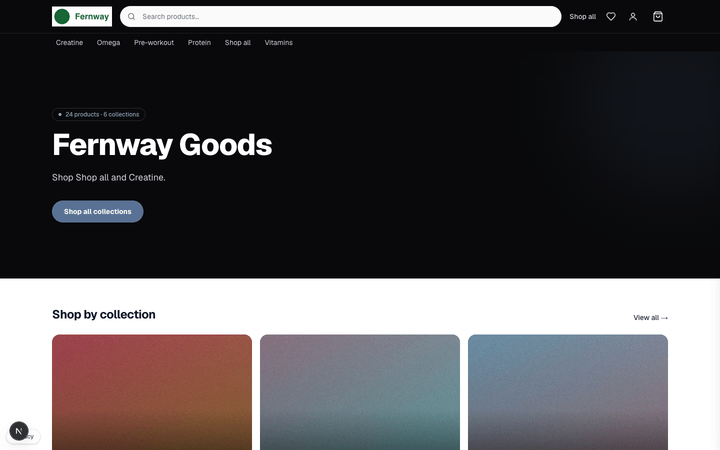 Fernway
Search products...
Shop all
Creatine
Omega
Pre-workout
Protein
Shop all
Vitamins
24 products · 6 collections
Fernway Goods
Shop Shop all and Creatine.
Shop all collections
Shop by collection
View all →
N